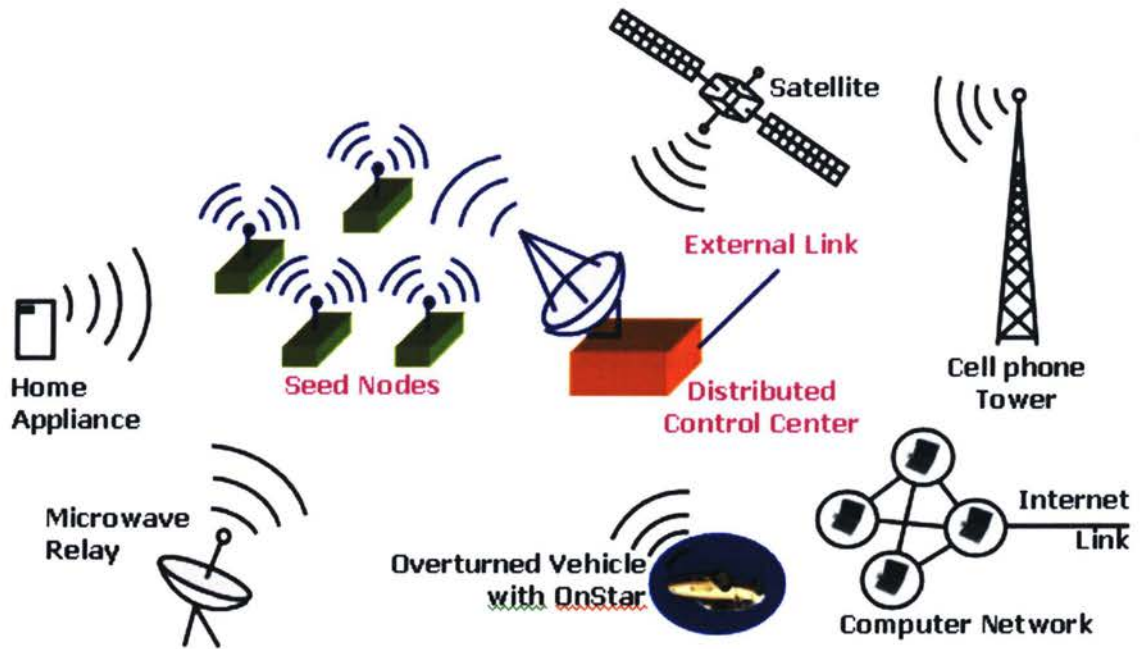 Satellite
External Link
Home
Appliance
Seed Nodes
Distributed
Control Center
Cell phone
Tower
Microwave
Relay
Overturned Vehicle
with OnStar
Internet
Link
Computer Network